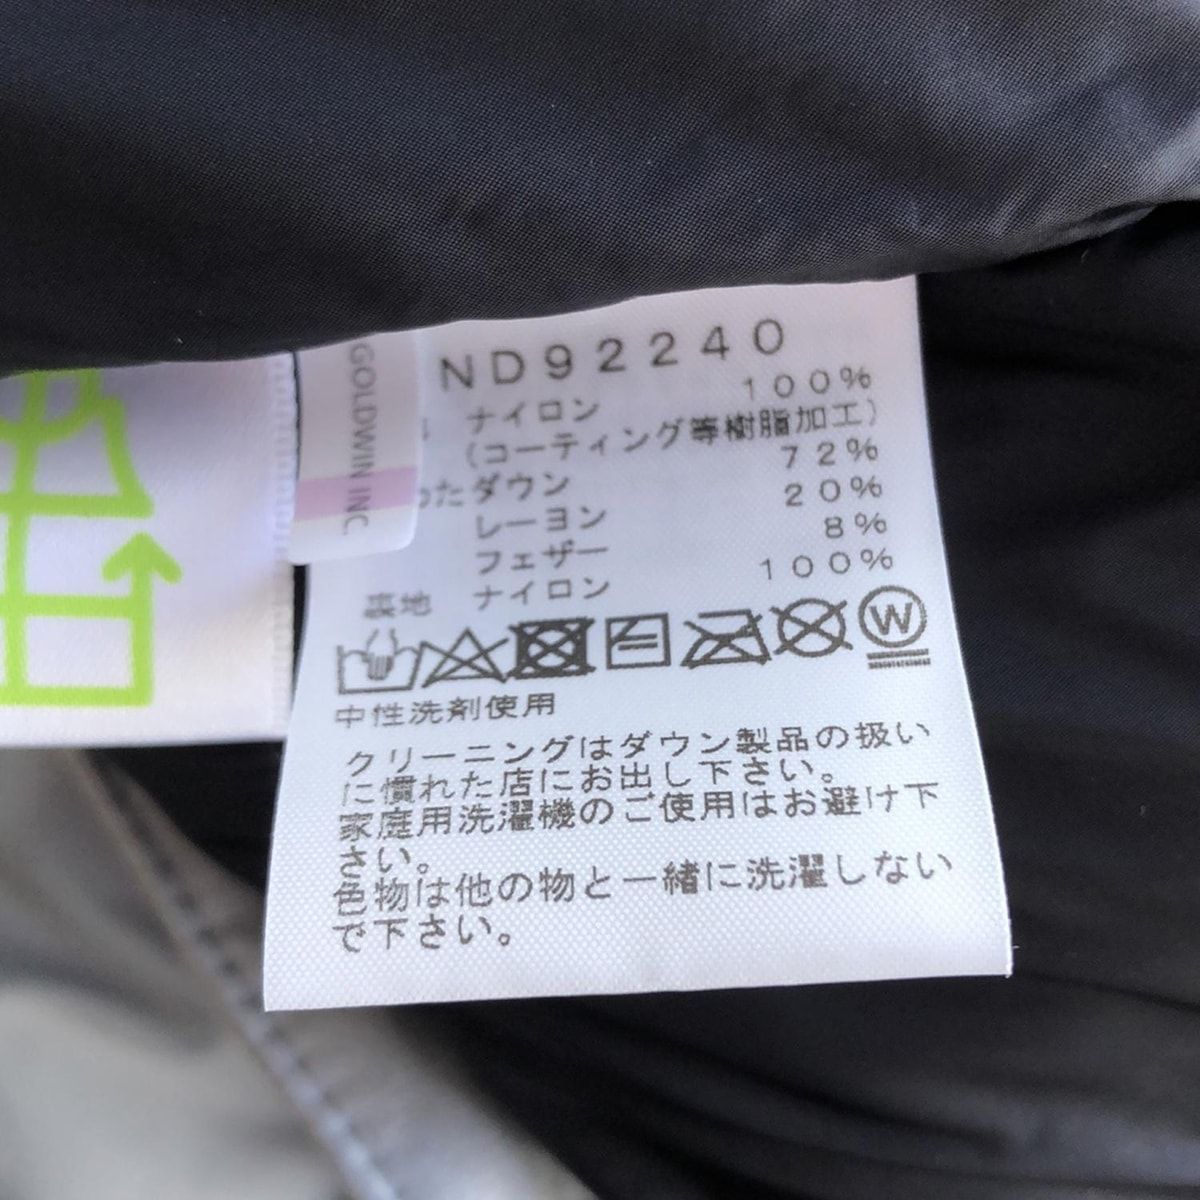 GOLDWIN INC.
ND92240
ナイロン 100%
(コーティング等樹脂加工)
ダウン 72%
レーヨン 20%
フェザー 8%
裏地 ナイロン 100%
W
中性洗剤使用
クリーニングはダウン製品の扱い
に慣れた店にお出し下さい。
家庭用洗濯機のご使用はお避け下
さい。
色物は他の物と一緒に洗濯しない
で下さい。